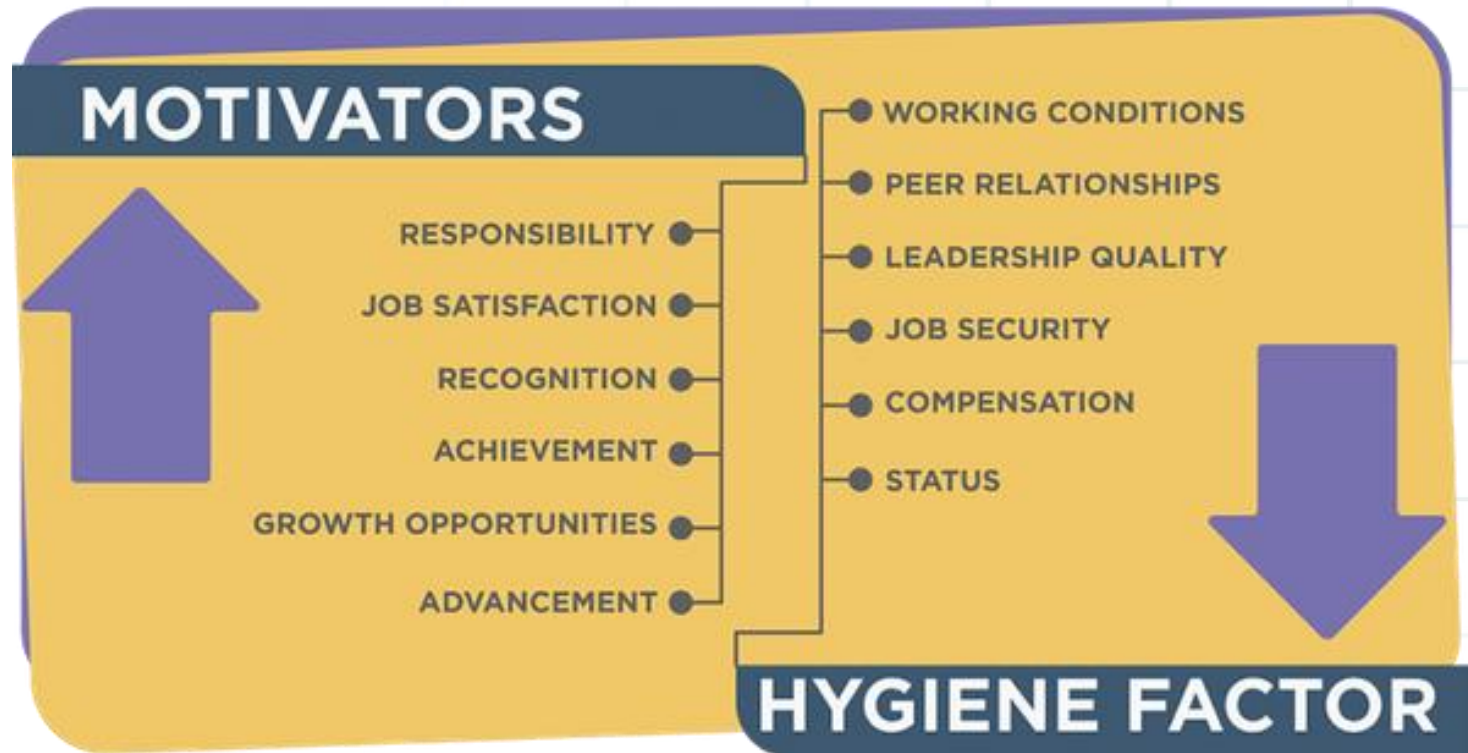 MOTIVATORS
RESPONSIBILITY
JOB SATISFACTION
RECOGNITION
ACHIEVEMENT
GROWTH OPPORTUNITIES
ADVANCEMENT
WORKING CONDITIONS
PEER RELATIONSHIPS
LEADERSHIP QUALITY
JOB SECURITY
COMPENSATION
STATUS
HYGIENE FACTOR